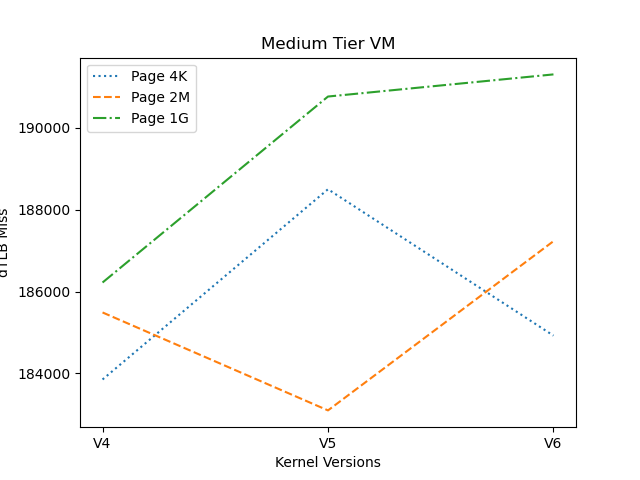 Medium Tier VM
Page 4K
Page 2M
Page 1G
190000
188000
186000
184000
dTLB Miss
V4 V5 V6
Kernel Versions